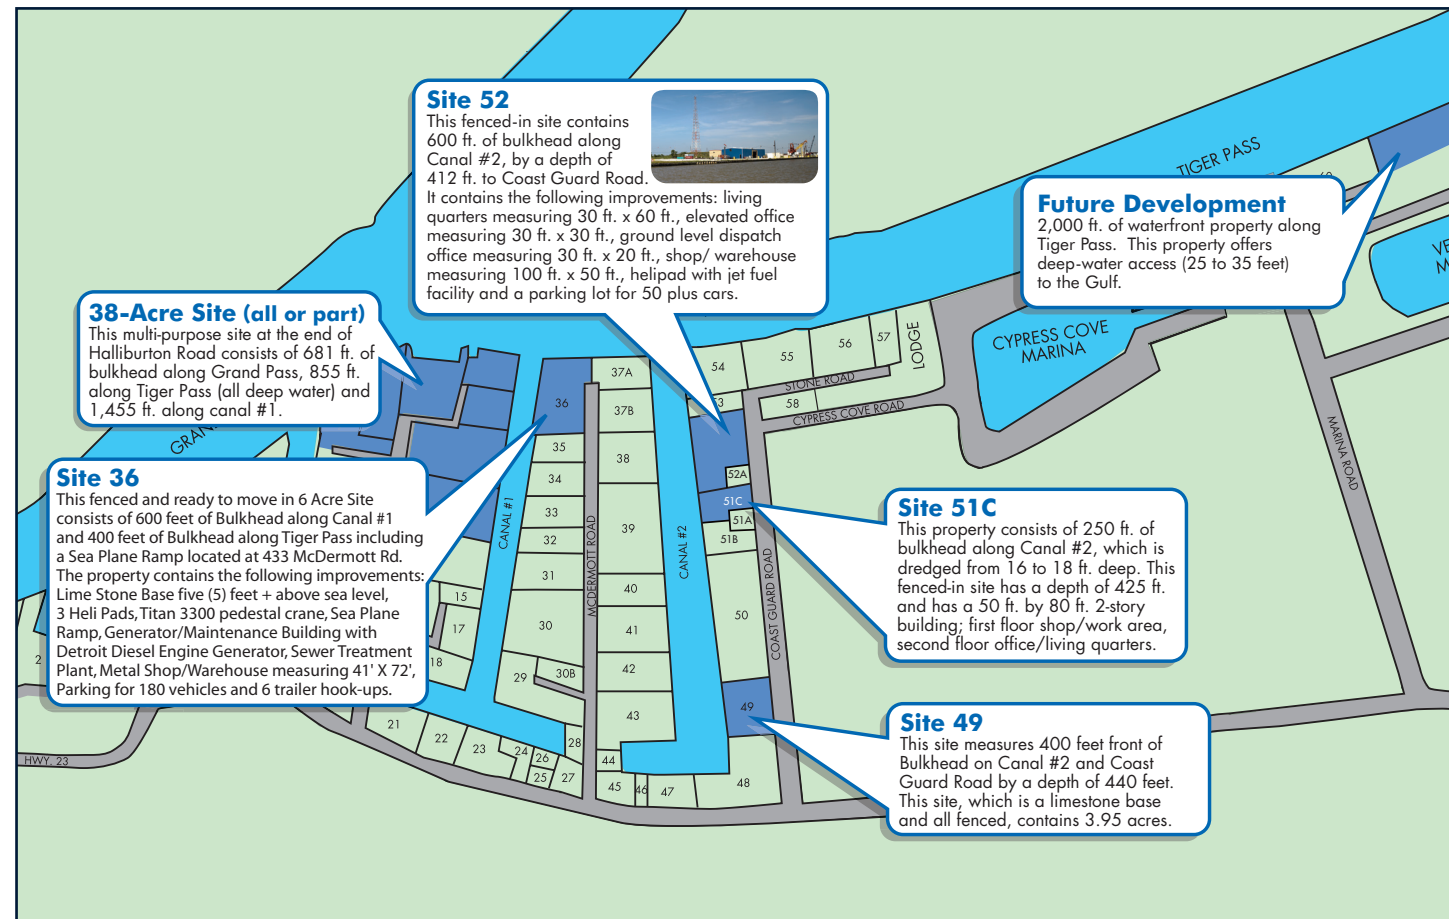 TIGER PASS
Site 52
This fenced-in site contains
600 ft. of bulkhead along
Canal #2, by a depth of
412 ft. to Coast Guard Road.
It contains the following improvements: living
quarters measuring 30 ft. x 60 ft., elevated office
measuring 30 ft. x 30 ft., ground level dispatch
office measuring 30 ft. x 20 ft., shop/ warehouse
measuring 100 ft. x 50 ft., helipad with jet fuel
facility and a parking lot for 50 plus cars.
Future Development
2,000 ft. of waterfront property along
Tiger Pass. This property offers
deep-water access (25 to 35 feet)
to the Gulf.
38-Acre Site (all or part)
This multi-purpose site at the end of
Halliburton Road consists of 681 ft. of
bulkhead along Grand Pass, 855 ft.
along Tiger Pass (all deep water) and
1,455 ft. along canal #1.
CYPRESS COVE
MARINA
LODGE
57
56
55
54
STONE ROAD
58
CYPRESS COVE ROAD
53
37A
37B
36
35
34
33
32
31
30
30B
29
28
38
39
40
41
42
43
44
45
46
47
48
CANAL #1
MCDERMOTT ROAD
CANAL #2
COAST GUARD ROAD
MARINA ROAD
52A
51C
51A
51B
50
49
Site 36
This fenced and ready to move in 6 Acre Site
consists of 600 feet of Bulkhead along Canal #1
and 400 feet of Bulkhead along Tiger Pass including
a Sea Plane Ramp located at 433 McDermott Rd.
The property contains the following improvements:
Lime Stone Base five (5) feet + above sea level,
3 Heli Pads, Titan 3300 pedestal crane, Sea Plane
Ramp, Generator/Maintenance Building with
Detroit Diesel Engine Generator, Sewer Treatment
Plant, Metal Shop/Warehouse measuring 41' X 72',
Parking for 180 vehicles and 6 trailer hook-ups.
Site 51C
This property consists of 250 ft. of
bulkhead along Canal #2, which is
dredged from 16 to 18 ft. deep. This
fenced-in site has a depth of 425 ft.
and has a 50 ft. by 80 ft. 2-story
building; first floor shop/work area,
second floor office/living quarters.
Site 49
This site measures 400 feet front of
Bulkhead on Canal #2 and Coast
Guard Road by a depth of 440 feet.
This site, which is a limestone base
and all fenced, contains 3.95 acres.
15
17
18
21
22
23
24
26
25
27
HWY. 23